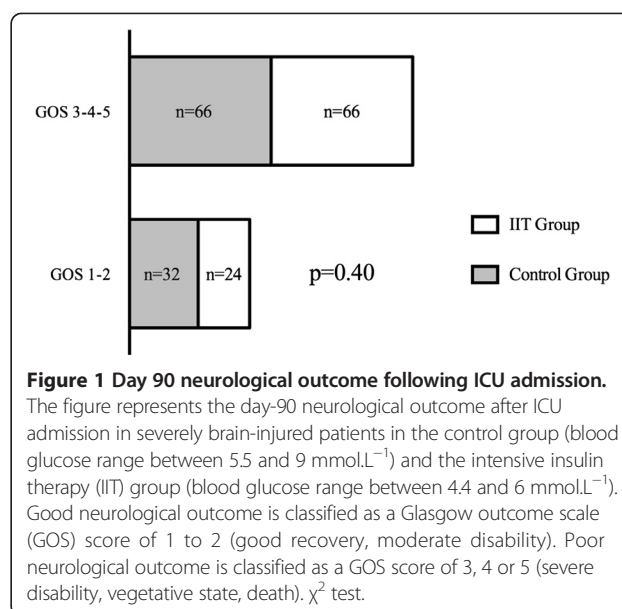 GOS 3-4-5
n=66
n=66
GOS 1-2
n=32
n=24
p=0.40
IIT Group
Control Group
Figure 1 Day 90 neurological outcome following ICU admission.
The figure represents the day-90 neurological outcome after ICU
admission in severely brain-injured patients in the control group (blood
glucose range between 5.5 and 9 mmol.L⁻¹) and the intensive insulin
therapy (IIT) group (blood glucose range between 4.4 and 6 mmol.L⁻¹).
Good neurological outcome is classified as a Glasgow outcome scale
(GOS) score of 1 to 2 (good recovery, moderate disability). Poor
neurological outcome is classified as a GOS score of 3, 4 or 5 (severe
disability, vegetative state, death). χ² test.